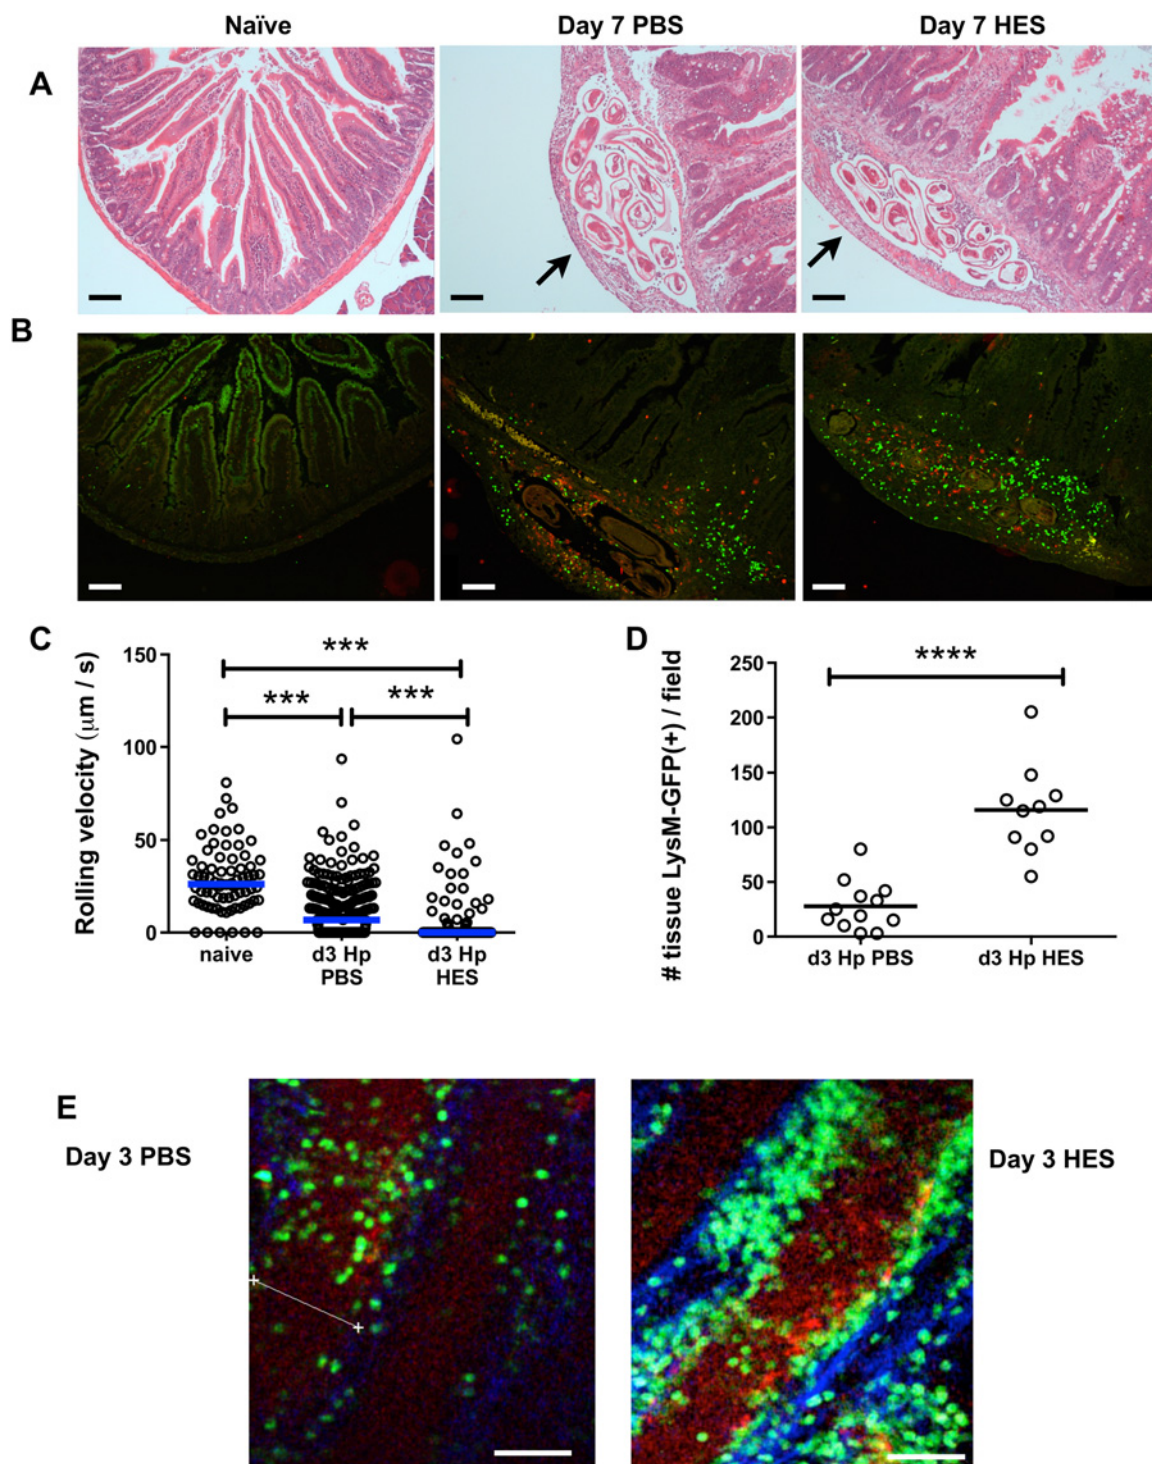 Naïve Day 7 PBS Day 7 HES
A
B
C
Rolling velocity (μm / s)
150
100
50
0
***
*** ***
naive d3 Hp d3 Hp
PBS HES
D
# tissue LysM-GFP(+) / field
250
200
150
100
50
0
****
d3 Hp PBS d3 Hp HES
E
Day 3 PBS
Day 3 HES